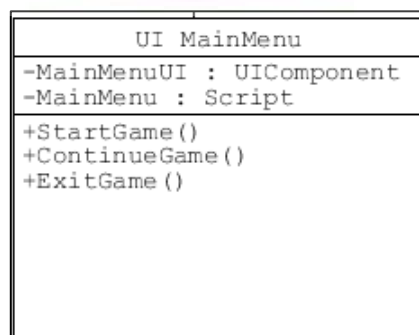 UI MainMenu
-MainMenuUI : UIComponent
-MainMenu : Script
+StartGame()
+ContinueGame()
+ExitGame()